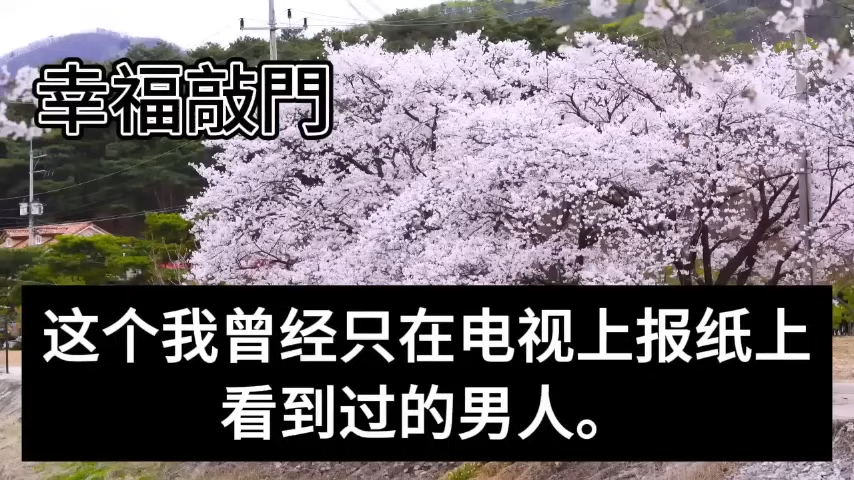 幸福敲門
这个我曾经只在电视上报纸上
看到过的男人。